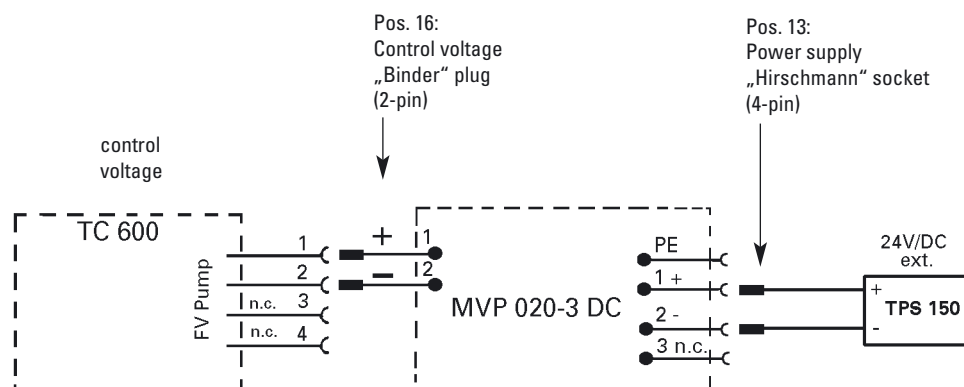 Pos. 16:
Control voltage
„Binder“ plug
(2-pin)
Pos. 13:
Power supply
„Hirschmann“ socket
(4-pin)
control
voltage
TC 600
FV Pump
1
2
n.c. 3
n.c. 4
+
–
1
2
MVP 020-3 DC
PE
1 +
2 -
3 n.c.
24V/DC
ext.
+
TPS 150
-